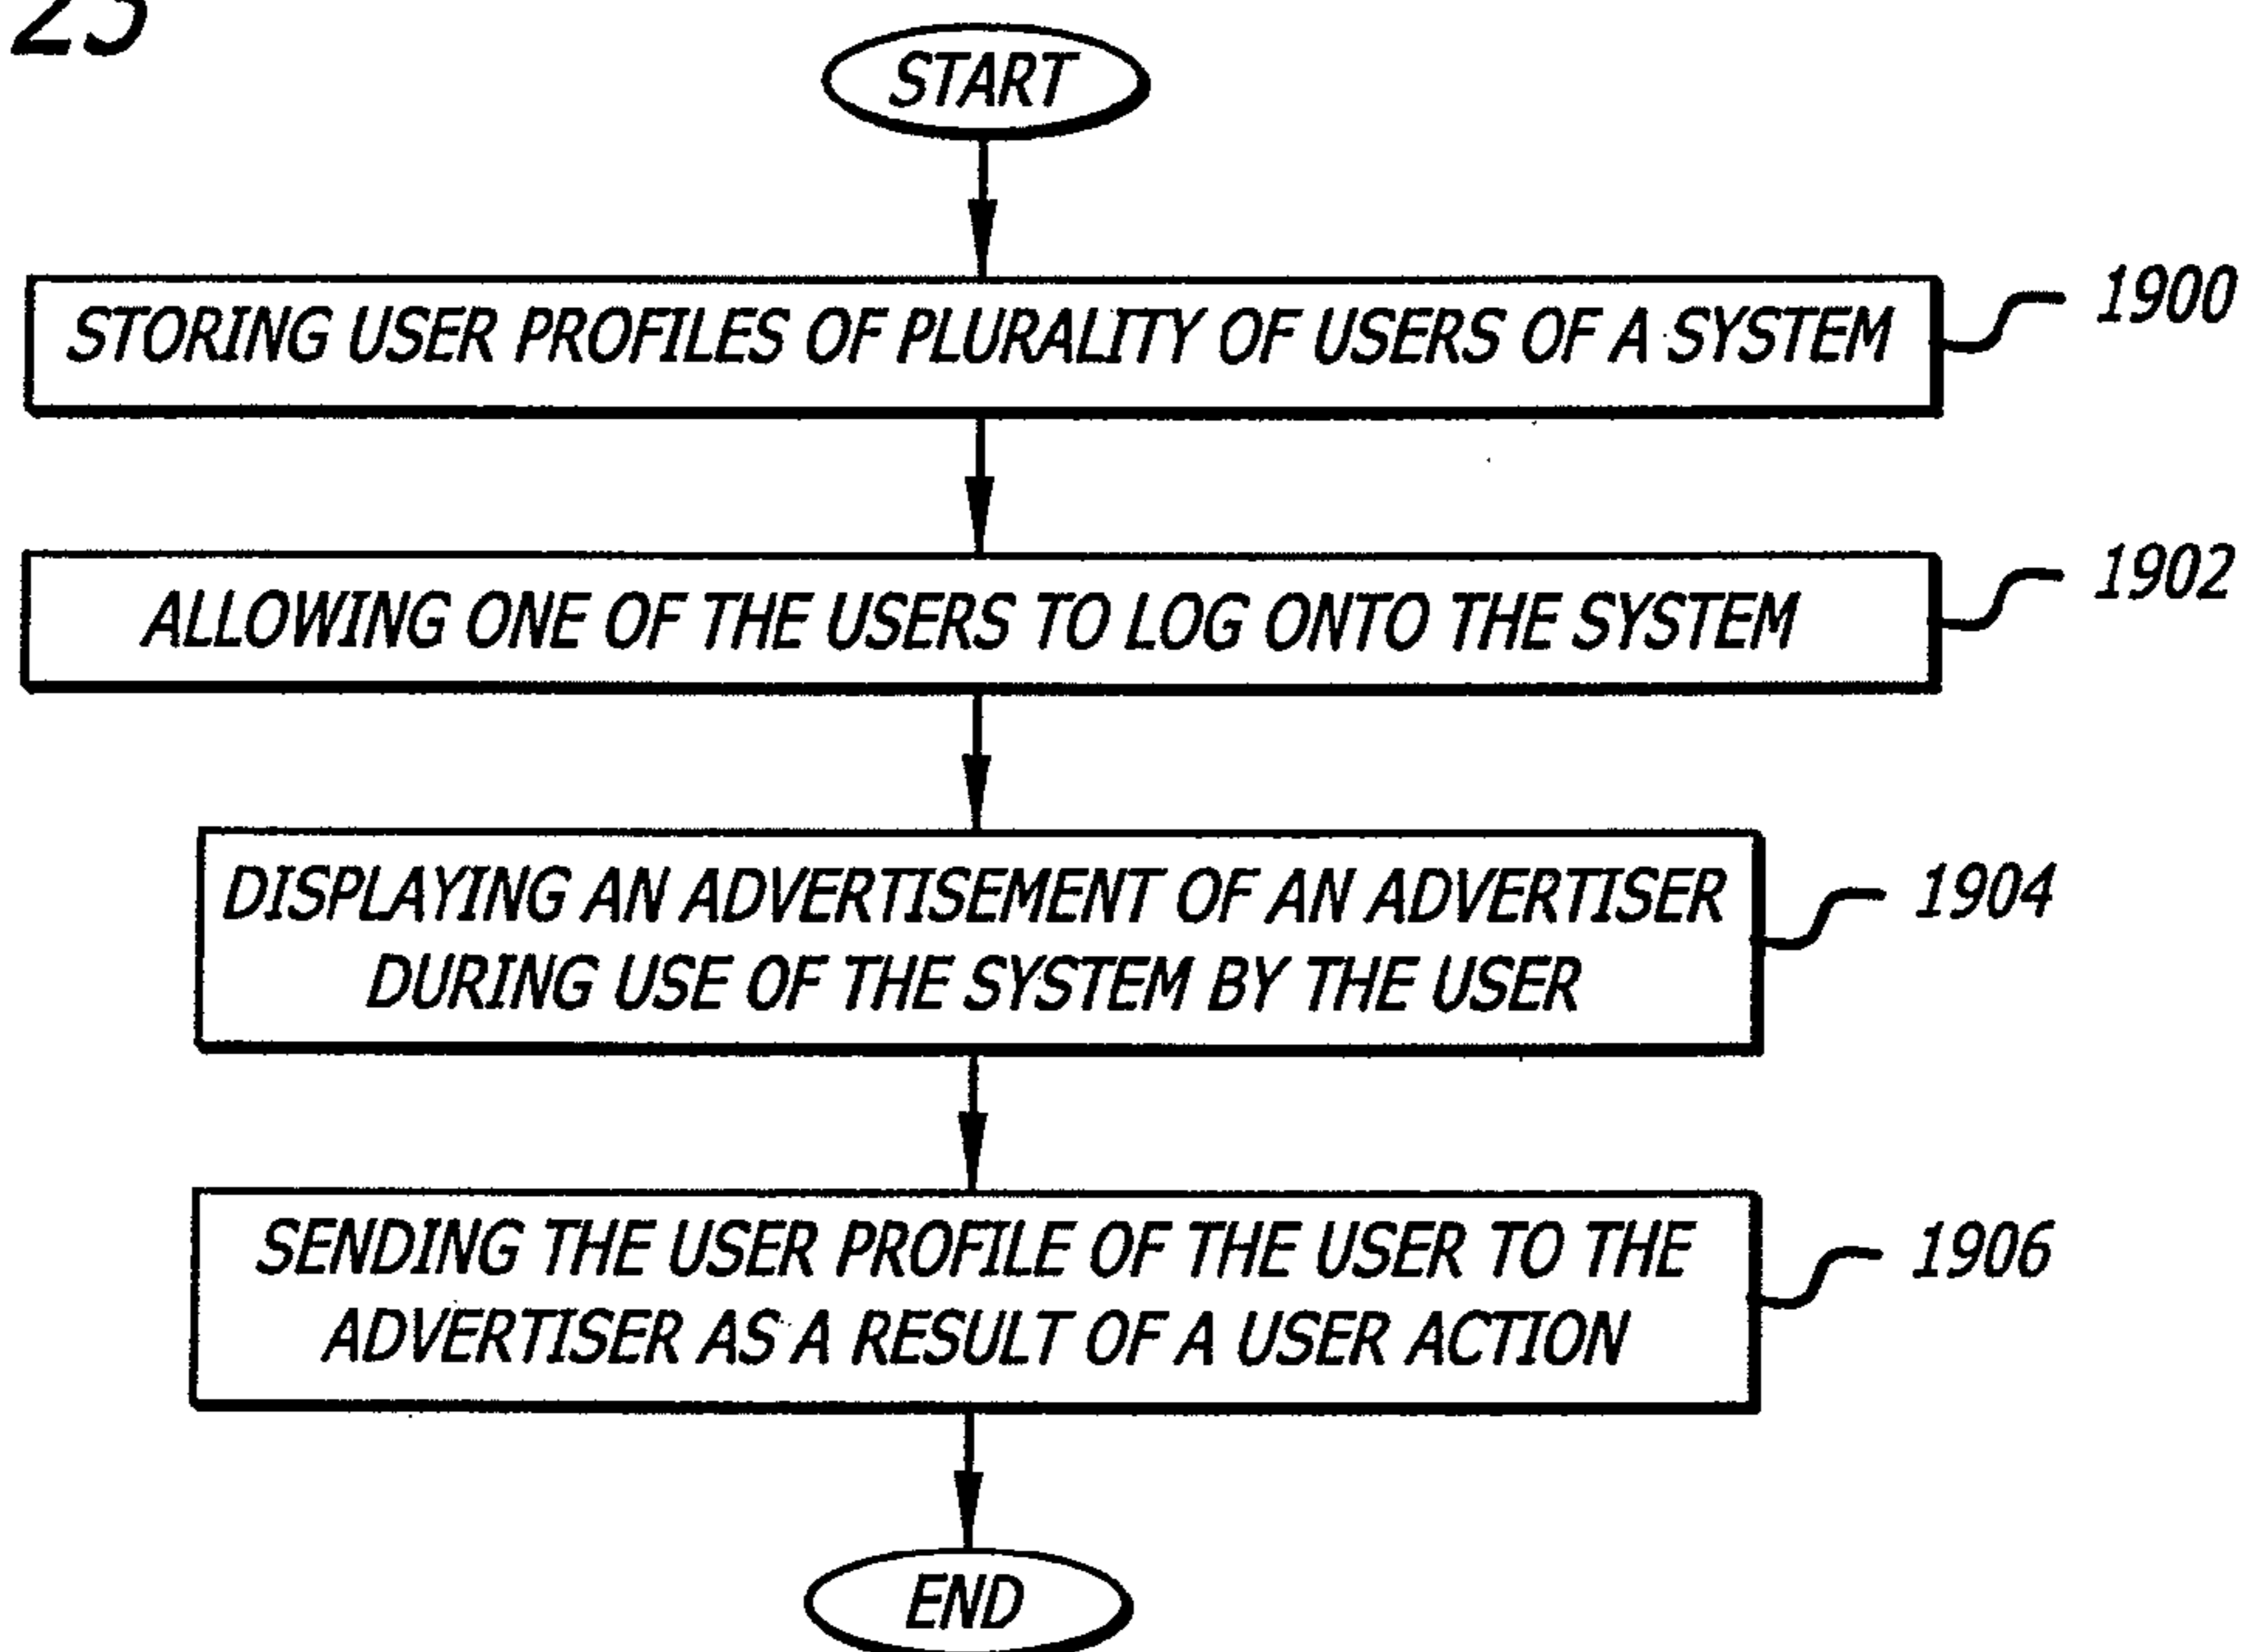 START
STORING USER PROFILES OF PLURALITY OF USERS OF A SYSTEM
1900
ALLOWING ONE OF THE USERS TO LOG ONTO THE SYSTEM
1902
DISPLAYING AN ADVERTISEMENT OF AN ADVERTISER
DURING USE OF THE SYSTEM BY THE USER
1904
SENDING THE USER PROFILE OF THE USER TO THE
ADVERTISER AS A RESULT OF A USER ACTION
1906
END